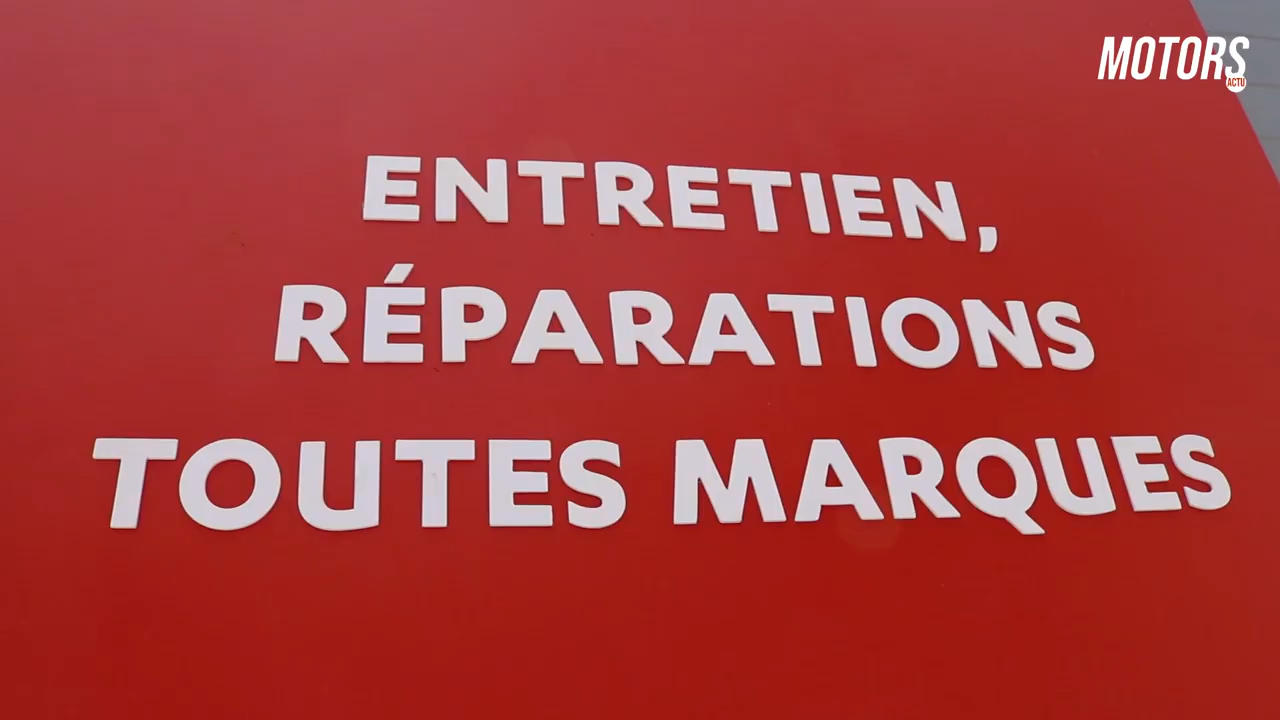 MOTORS
ACTU
ENTRETIEN,
RÉPARATIONS
TOUTES MARQUES